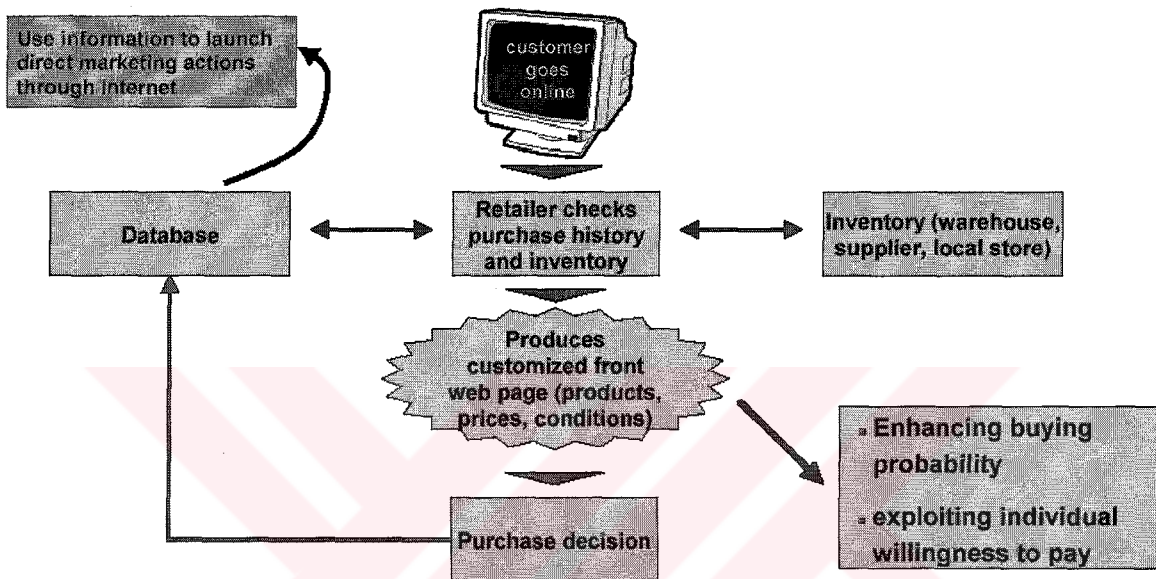 Use information to launch
direct marketing actions
through internet
customer
goes
online
Database
Retailer checks
purchase history
and inventory
Inventory (warehouse,
supplier, local store)
Produces
customized front
web page (products,
prices, conditions)
Enhancing buying
probability
exploiting individual
willingness to pay
Purchase decision